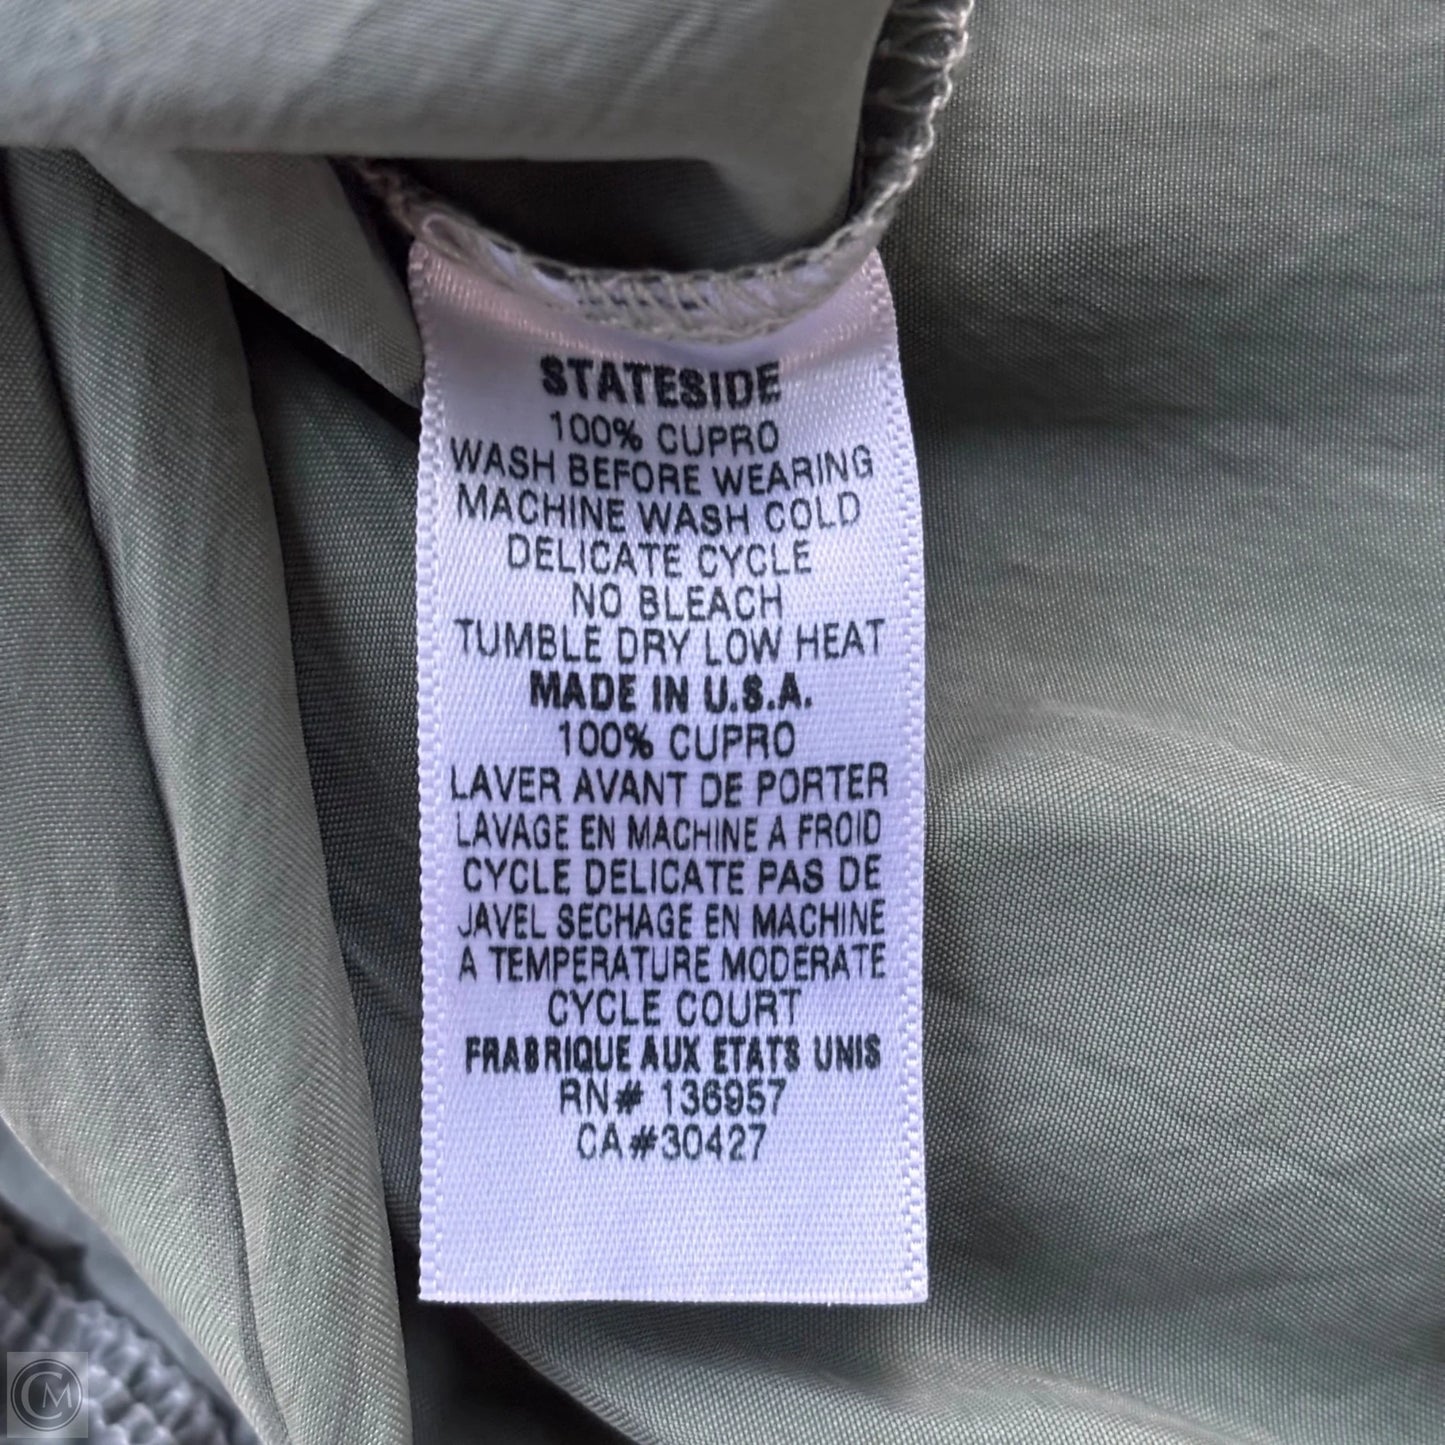 STATESIDE
100% CUPRO
WASH BEFORE WEARING
MACHINE WASH COLD
DELICATE CYCLE
NO BLEACH
TUMBLE DRY LOW HEAT
MADE IN U.S.A.
100% CUPRO
LAVER AVANT DE PORTER
LAVAGE EN MACHINE A FROID
CYCLE DELICATE PAS DE
JAVEL SECHAGE EN MACHINE
A TEMPERATURE MODERATE
CYCLE COURT
FRABRIQUE AUX ETATS UNIS
RN# 136957
CA#30427
CM